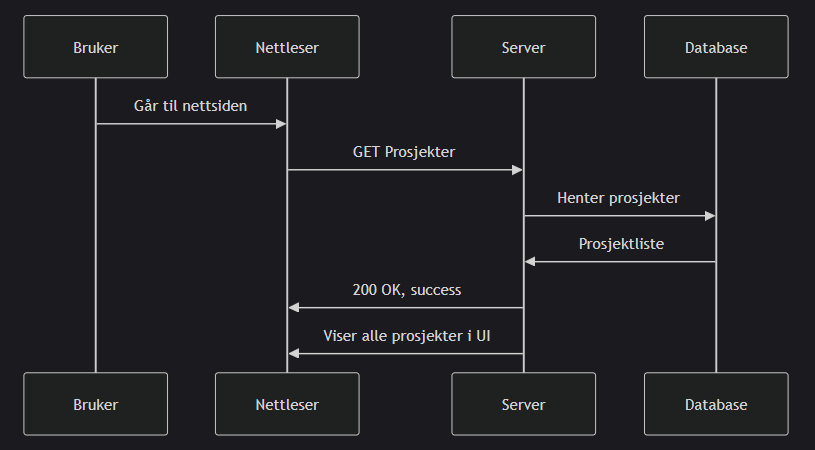 Bruker
Nettleser
Server
Database
Går til nettsiden
GET Prosjekter
Henter prosjekter
Prosjektliste
200 OK, success
Viser alle prosjekter i UI
Bruker
Nettleser
Server
Database